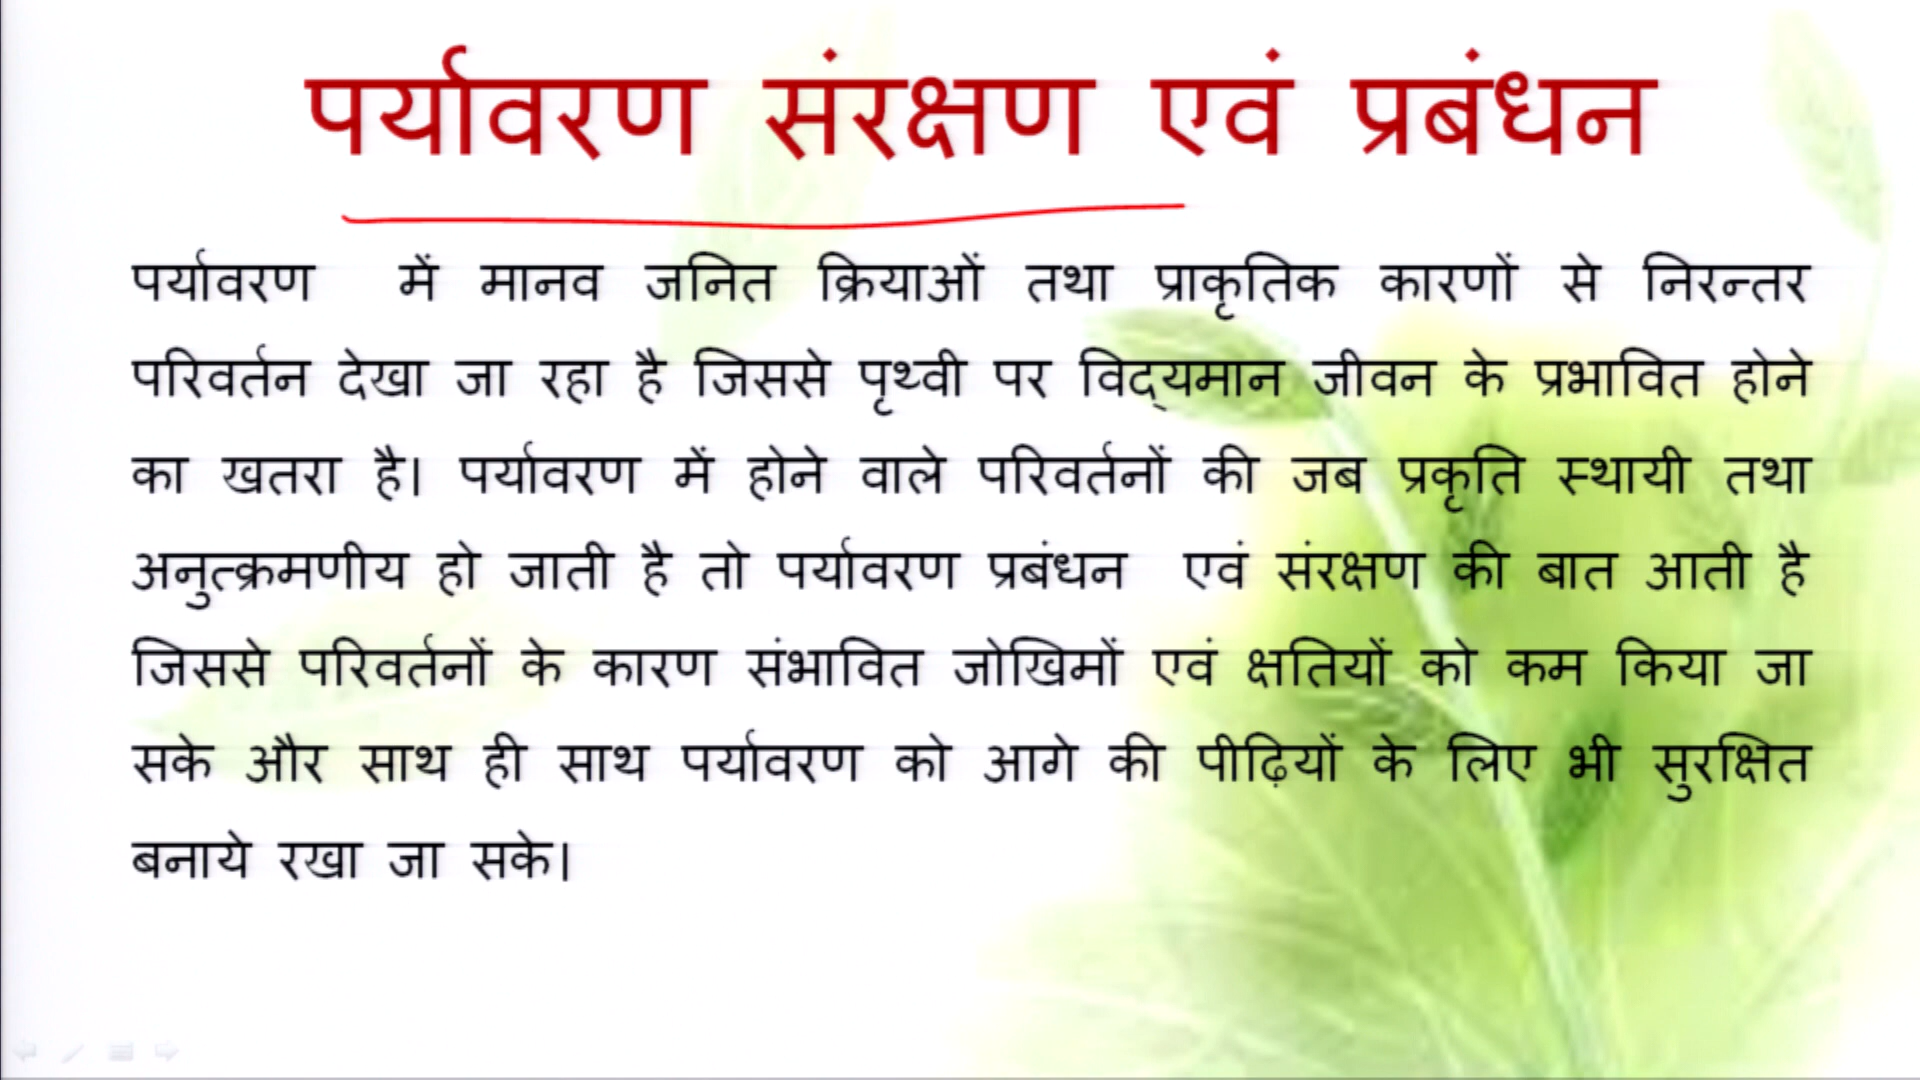 पर्यावरण संरक्षण एवं प्रबंधन
पर्यावरण में मानव जनित क्रियाओं तथा प्राकृतिक कारणों से निरन्तर
परिवर्तन देखा जा रहा है जिससे पृथ्वी पर विद्‌यमान जीवन के प्रभावित होने
का खतरा है। पर्यावरण में होने वाले परिवर्तनों की जब प्रकृति स्थायी तथा
अनुत्क्रमणीय हो जाती है तो पर्यावरण प्रबंधन एवं संरक्षण की बात आती है
जिससे परिवर्तनों के कारण संभावित जोखिमों एवं क्षतियों को कम किया जा
सके और साथ ही साथ पर्यावरण को आगे की पीढ़ियों के लिए भी सुरक्षित
बनाये रखा जा सके।